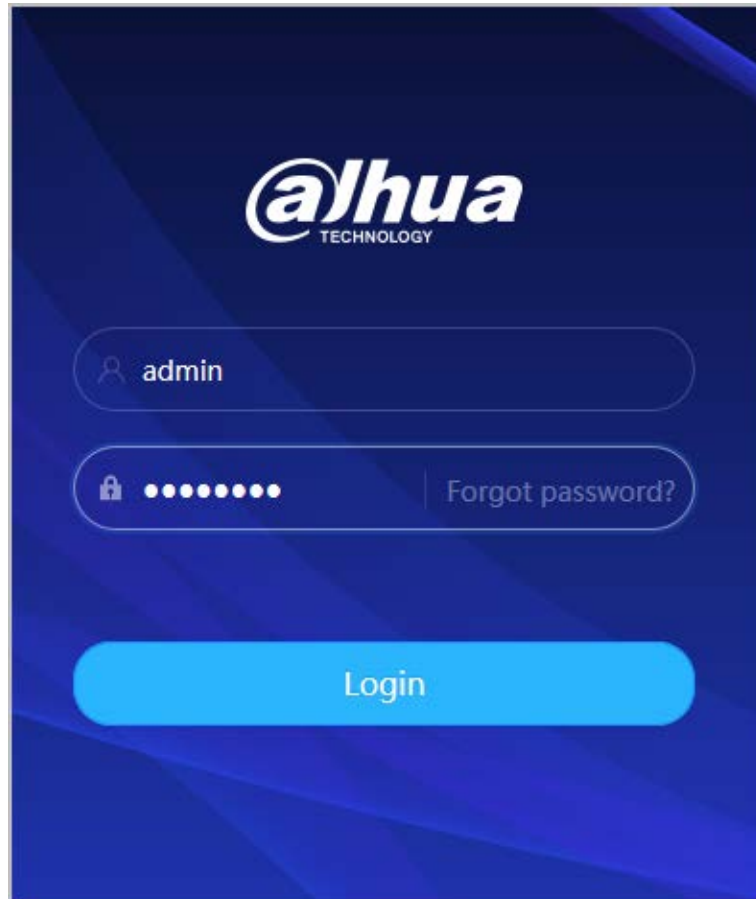 alhua
TECHNOLOGY
admin
••••••••
Forgot password?
Login